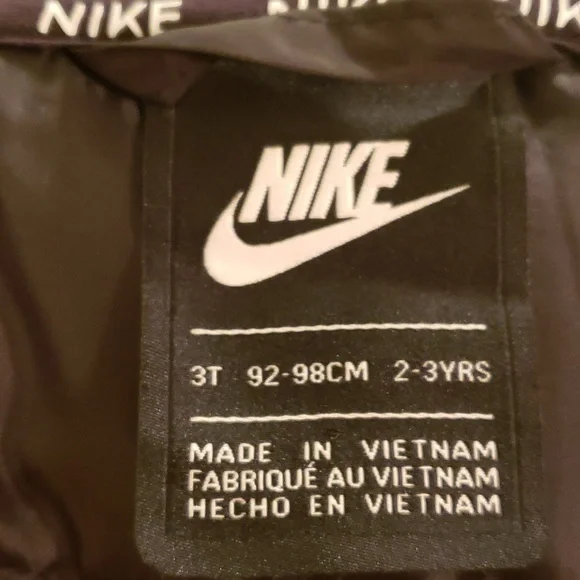 NIKE
NIKE
3T 92-98CM 2-3YRS
MADE IN VIETNAM
FABRIQUÉ AU VIETNAM
HECHO EN VIETNAM